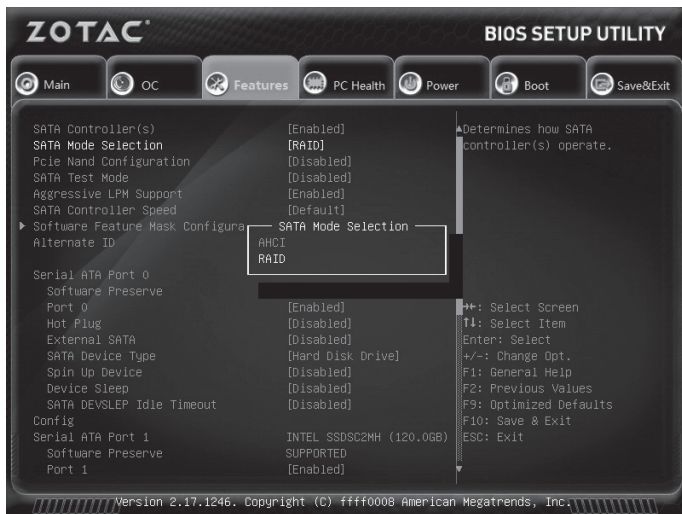 ZOTAC®
BIOS SETUP UTILITY
Main OC Features PC Health Power Boot Save&Exit
SATA Controller(s) [Enabled]
SATA Mode Selection [RAID]
Pcie Nand Configuration [Disabled]
SATA Test Mode [Disabled]
Aggressive LPM Support [Enabled]
SATA Controller Speed [Default]
Software Feature Mask Configura
Alternate ID
SATA Mode Selection
AHCI
RAID
Serial ATA Port 0
Software Preserve
Port 0 [Enabled]
Hot Plug [Disabled]
External SATA [Disabled]
SATA Device Type [Hard Disk Drive]
Spin Up Device [Disabled]
Device Sleep [Disabled]
SATA DEVSLEP Idle Timeout [Disabled]
Config
Serial ATA Port 1 INTEL SSDSC2MH (120.0GB)
Software Preserve SUPPORTED
Port 1 [Enabled]
Determines how SATA
controller(s) operate.
→←: Select Screen
↑↓: Select Item
Enter: Select
+/-: Change Opt.
F1: General Help
F2: Previous Values
F9: Optimized Defaults
F10: Save & Exit
ESC: Exit
Version 2.17.1246. Copyright (C) ffff0008 American Megatrends, Inc.